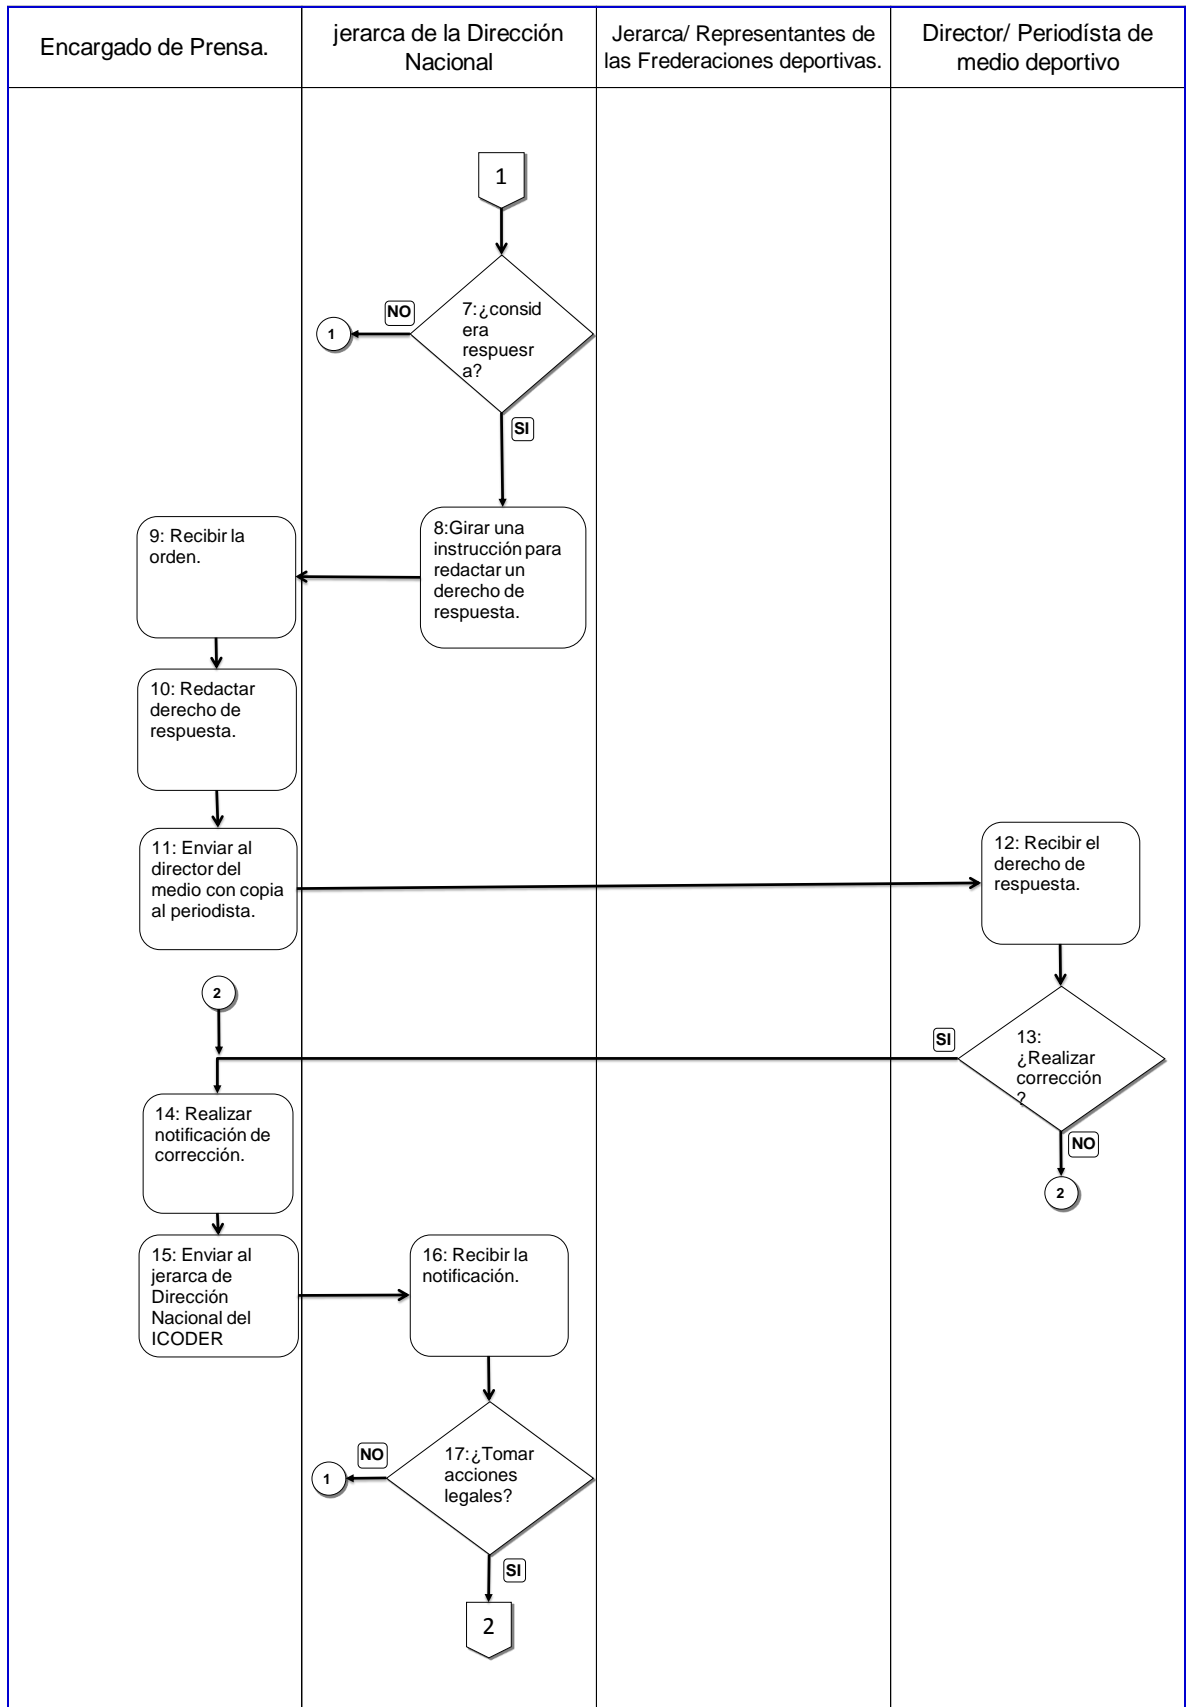 Encargado de Prensa.
jerarca de la Dirección
Nacional
Jerarca/ Representantes de
las Frederaciones deportivas.
Director/ Periodísta de
medio deportivo
1
NO
7:¿consid
era
respuesr
a?
1
SI
8:Girar una
instrucción para
redactar un
derecho de
respuesta.
9: Recibir la
orden.
10: Redactar
derecho de
respuesta.
11: Enviar al
director del
medio con copia
al periodista.
12: Recibir el
derecho de
respuesta.
2
SI
13:
¿Realizar
corrección
?
NO
2
14: Realizar
notificación de
corrección.
15: Enviar al
jerarca de
Dirección
Nacional del
ICODER
16: Recibir la
notificación.
NO
17:¿Tomar
acciones
legales?
1
SI
2